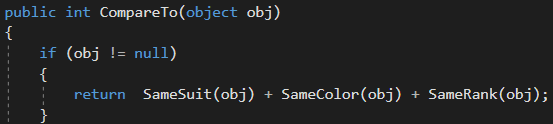 public int CompareTo(object obj)
{
if (obj != null)
{
return  SameSuit(obj) + SameColor(obj) + SameRank(obj);
}